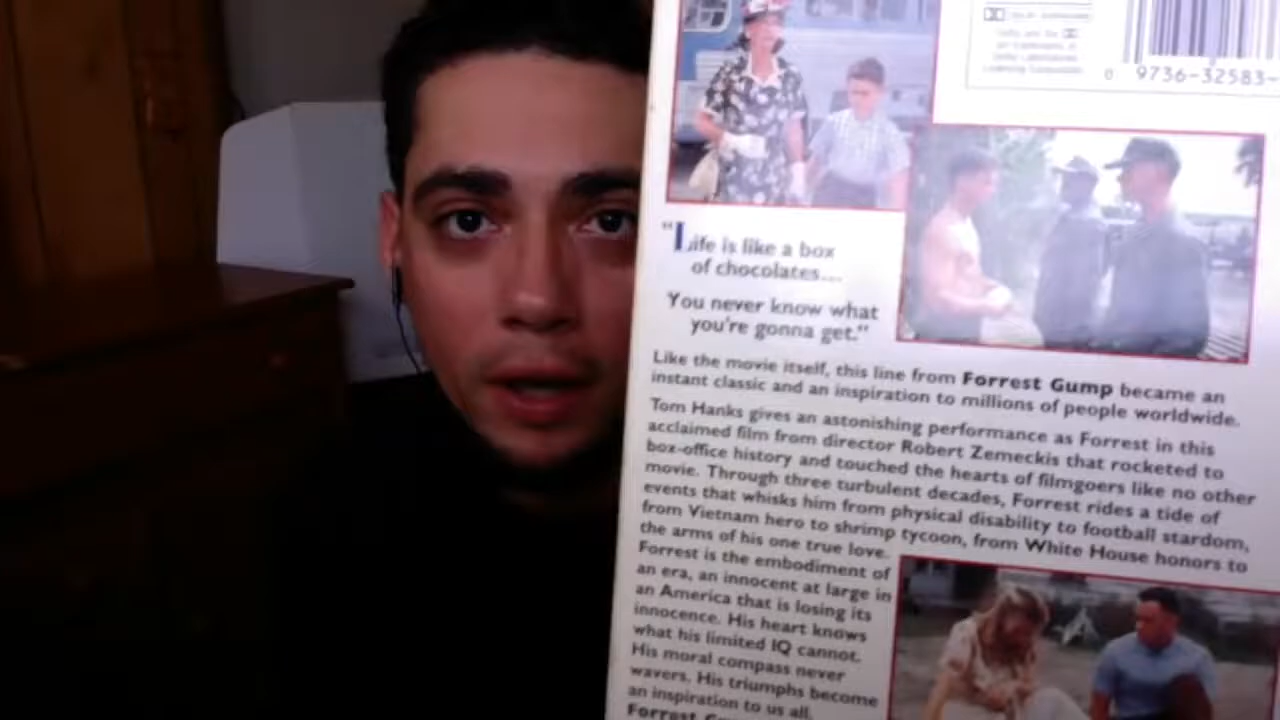 0 9736-32583-
"Life is like a box
of chocolates....
You never know what
you're gonna get."
Like the movie itself, this line from Forrest Gump became an
instant classic and an inspiration to millions of people worldwide.
Tom Hanks gives an astonishing performance as Forrest in this
acclaimed film from director Robert Zemeckis that rocketed to
box-office history and touched the hearts of filmgoers like no other
movie. Through three turbulent decades, Forrest rides a tide of
events that whisks him from physical disability to football stardom,
from Vietnam hero to shrimp tycoon, from White House honors to
the arms of his one true love.
Forrest is the embodiment of
an era, an innocent at large in
an America that is losing its
innocence. His heart knows
what his limited IQ cannot.
His moral compass never
wavers. His triumphs become
an inspiration to us all.
Forrest